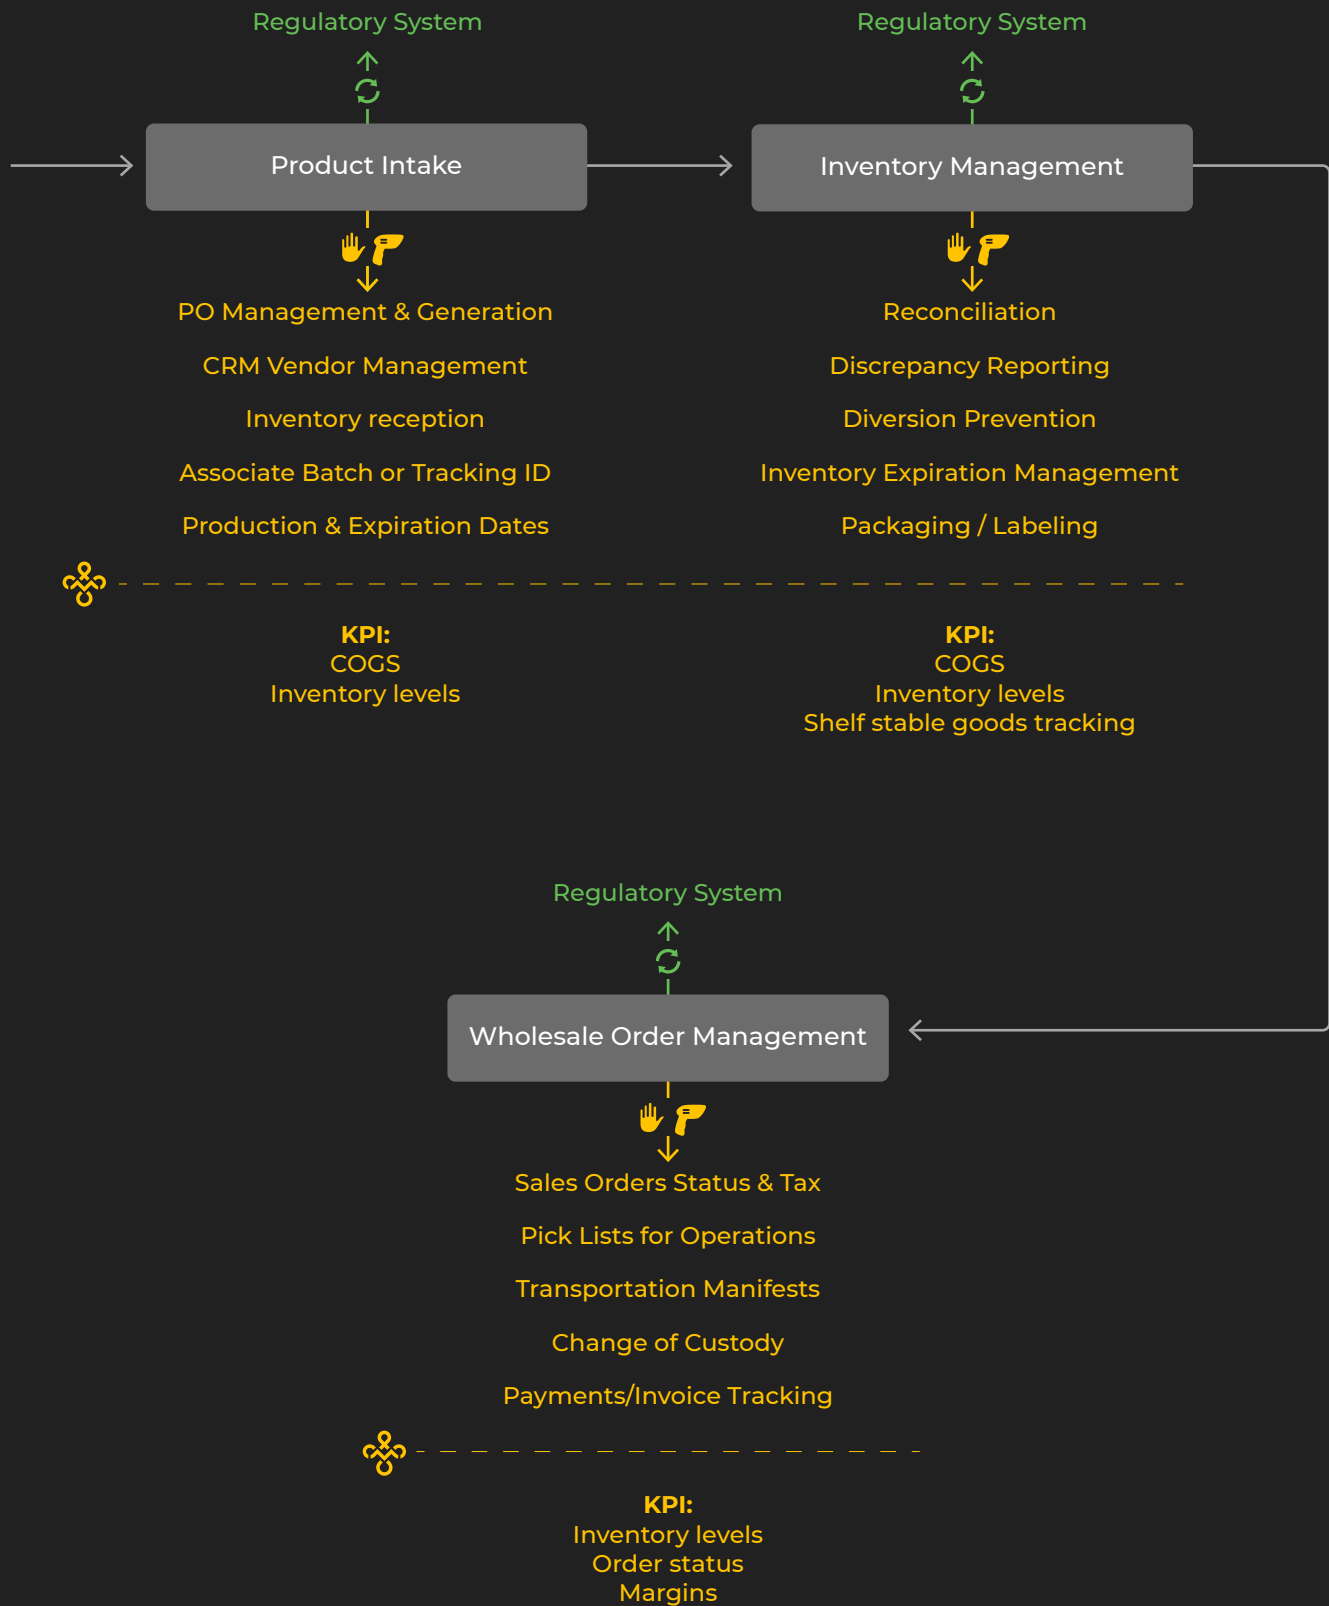 Regulatory System
Regulatory System
Product Intake
Inventory Management
PO Management & Generation
CRM Vendor Management
Inventory reception
Associate Batch or Tracking ID
Production & Expiration Dates
Reconciliation
Discrepancy Reporting
Diversion Prevention
Inventory Expiration Management
Packaging / Labeling
KPI:
COGS
Inventory levels
KPI:
COGS
Inventory levels
Shelf stable goods tracking
Regulatory System
Wholesale Order Management
Sales Orders Status & Tax
Pick Lists for Operations
Transportation Manifests
Change of Custody
Payments/Invoice Tracking
KPI:
Inventory levels
Order status
Margins